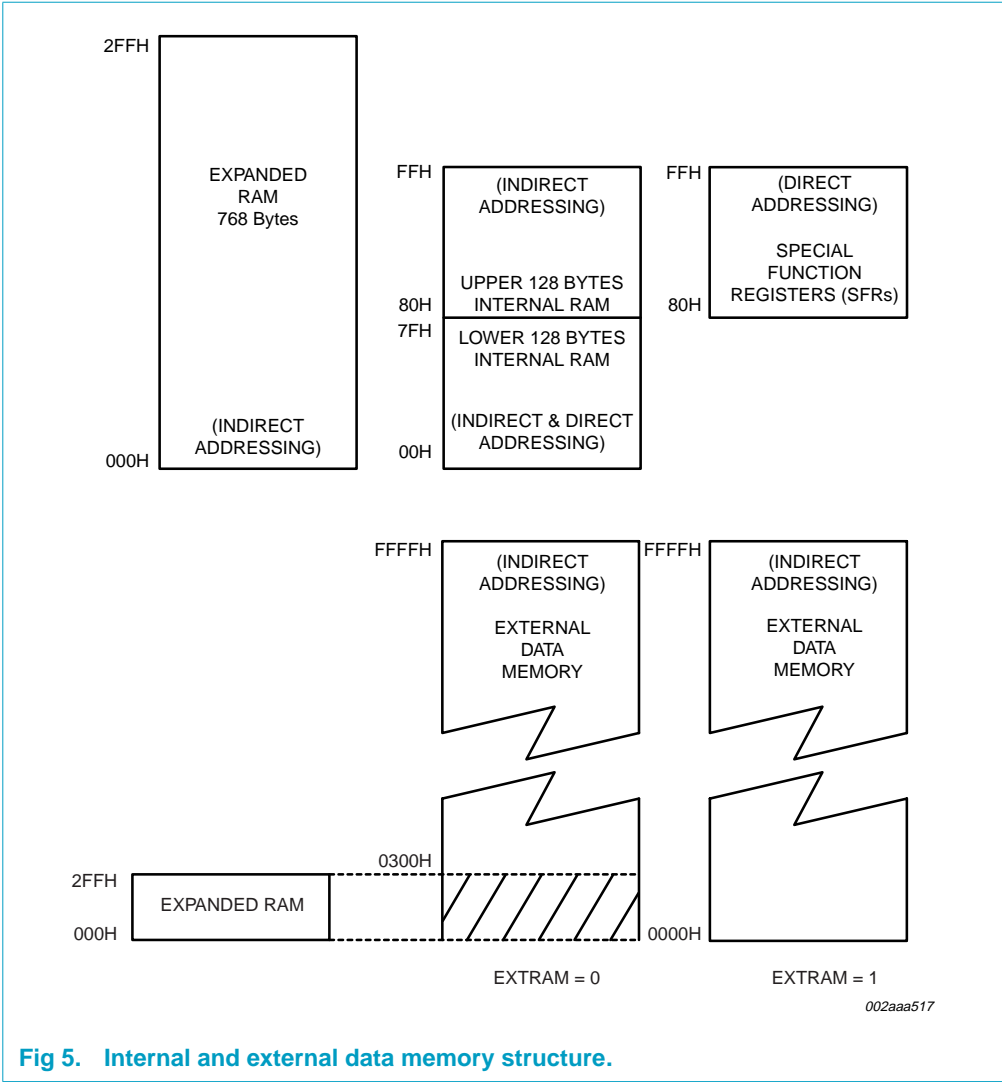 2FFH
EXPANDED
RAM
768 Bytes
(INDIRECT
ADDRESSING)
000H
FFH
(INDIRECT
ADDRESSING)
UPPER 128 BYTES
INTERNAL RAM
80H
7FH
LOWER 128 BYTES
INTERNAL RAM
(INDIRECT & DIRECT
ADDRESSING)
00H
FFH
(DIRECT
ADDRESSING)
SPECIAL
FUNCTION
REGISTERS (SFRs)
80H
FFFFH
(INDIRECT
ADDRESSING)
EXTERNAL
DATA
MEMORY
FFFFH
(INDIRECT
ADDRESSING)
EXTERNAL
DATA
MEMORY
0300H
2FFH
EXPANDED RAM
000H
0000H
EXTRAM = 0
EXTRAM = 1
002aaa517
Fig 5. Internal and external data memory structure.